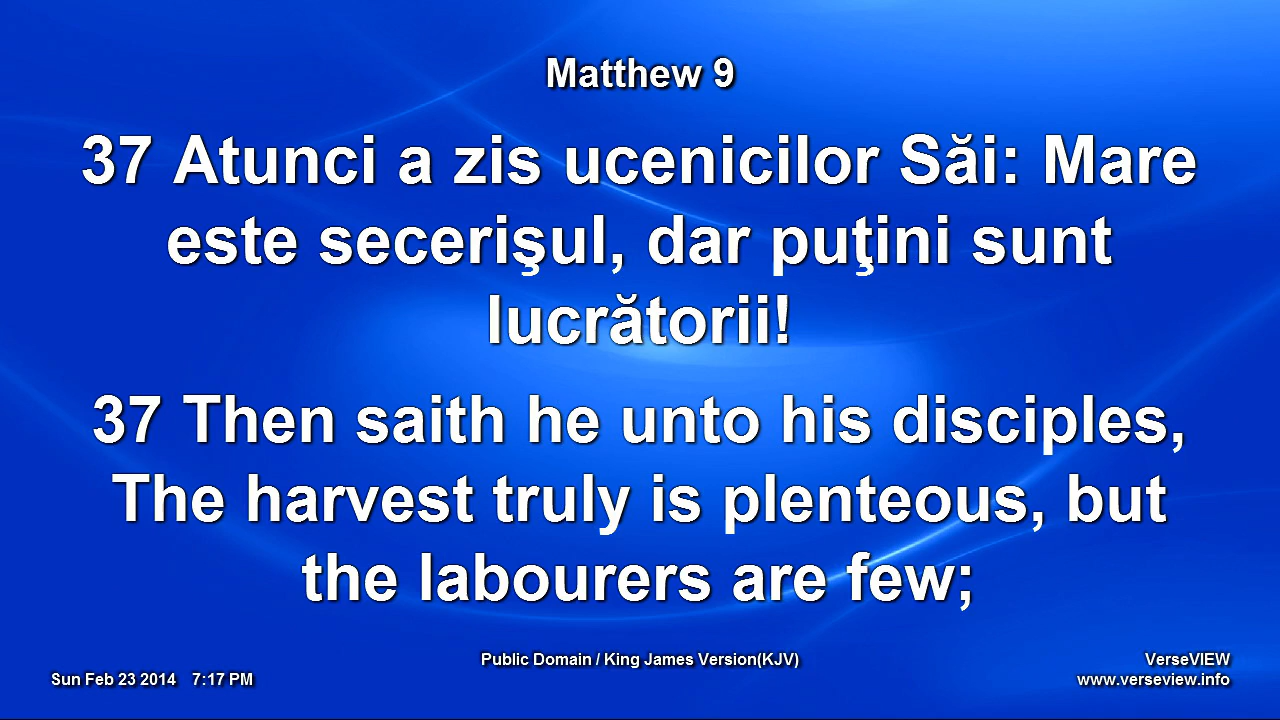 Matthew 9
37 Atunci a zis ucenicilor Săi: Mare
este secerişul, dar puţini sunt
lucrătorii!
37 Then saith he unto his disciples,
The harvest truly is plenteous, but
the labourers are few;
Public Domain / King James Version(KJV)
VerseVIEW
Sun Feb 23 2014 7:17 PM
www.verseview.info